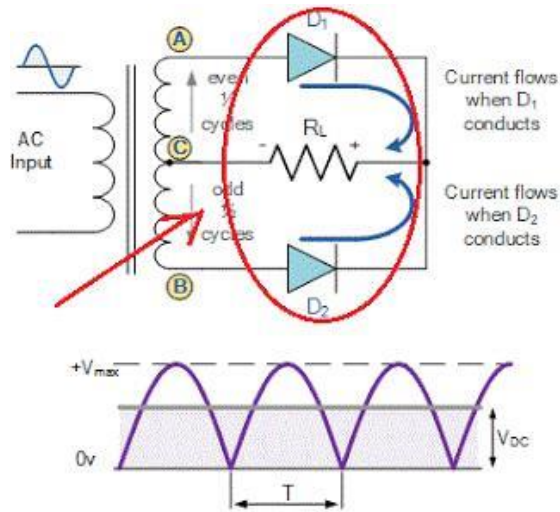 A
D₁
even
½
cycles
Current flows
when D₁
conducts
AC
Input
C
- R_L +
odd
½
cycles
Current flows
when D₂
conducts
B
D₂
+Vmax
0v
VDC
T